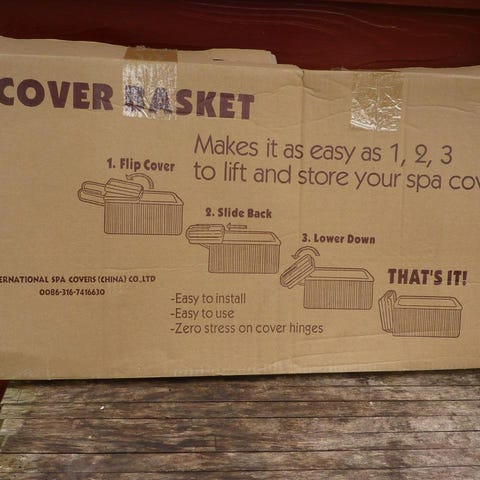 COVER BASKET
Makes it as easy as 1, 2, 3
to lift and store your spa cov
1. Flip Cover
2. Slide Back
3. Lower Down
THAT'S IT!
ERNATIONAL SPA COVERS (CHINA) CO.,LTD
0086-316-7416630
-Easy to install
-Easy to use
-Zero stress on cover hinges